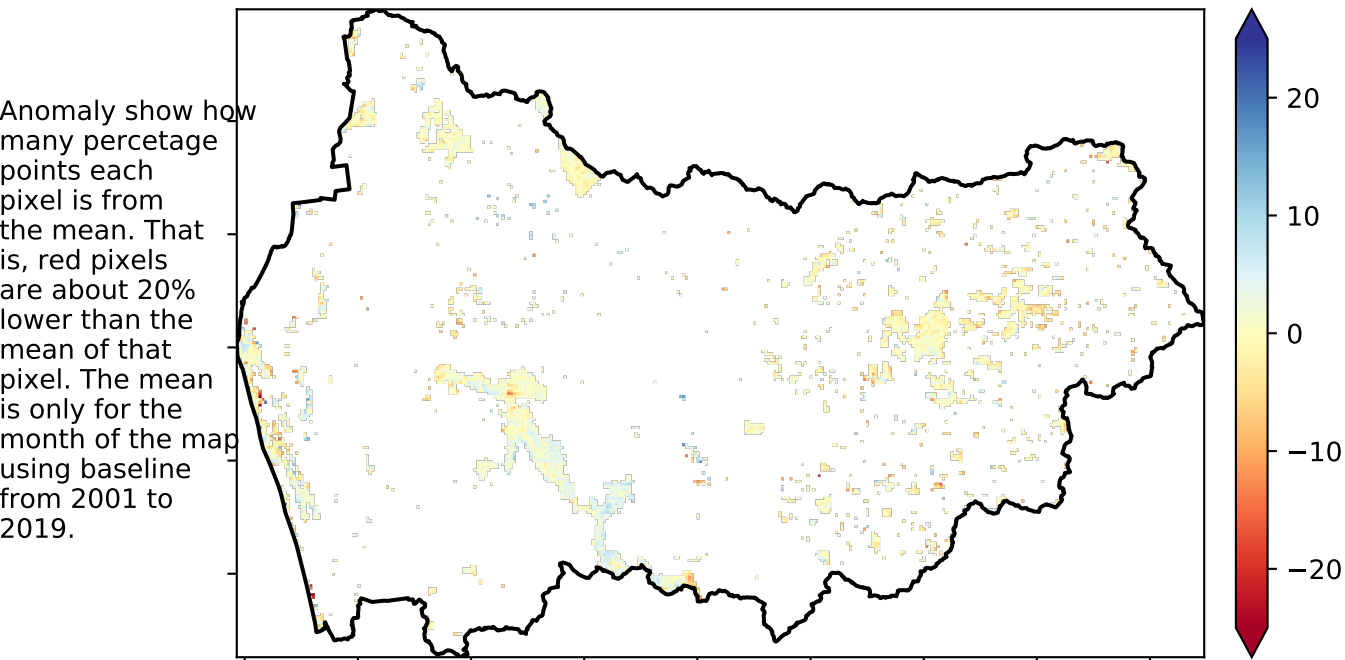 Anomaly show how
many percetage
points each
pixel is from
the mean. That
is, red pixels
are about 20%
lower than the
mean of that
pixel. The mean
is only for the
month of the map
using baseline
from 2001 to
2019.
20
10
0
−10
−20